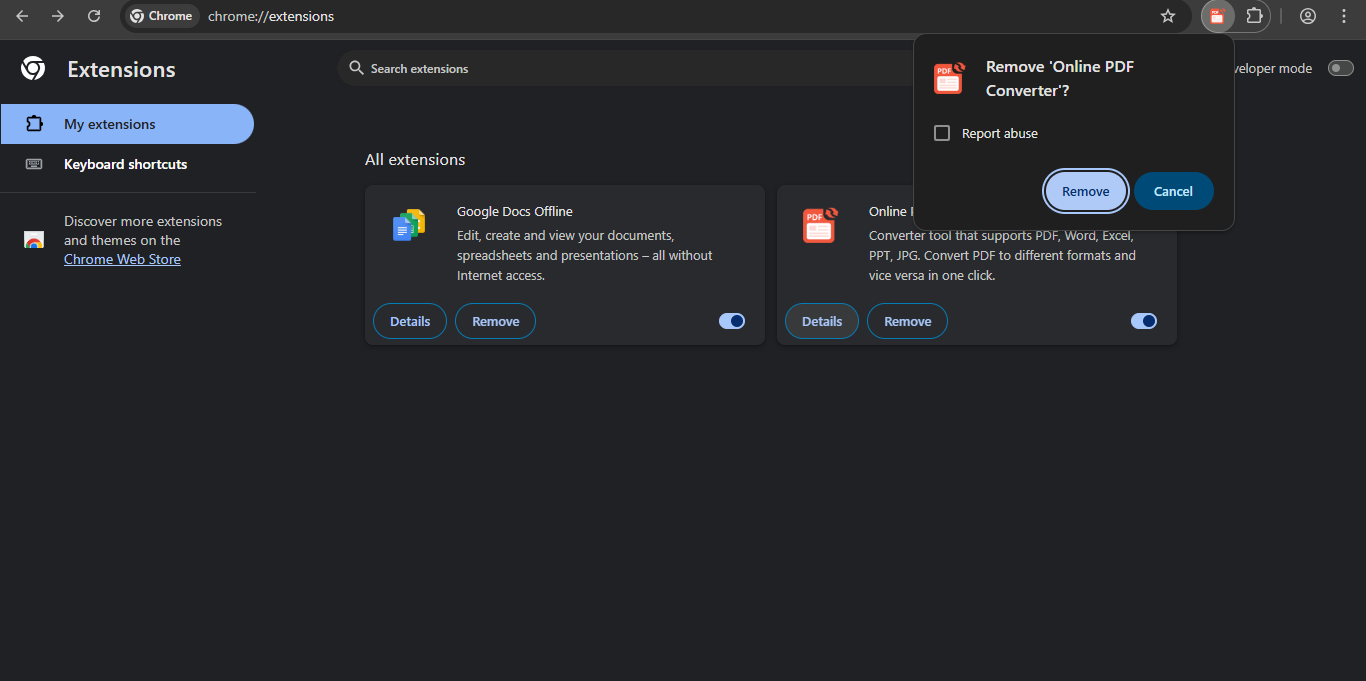 Chrome
chrome://extensions
Extensions
Search extensions
veloper mode
My extensions
Keyboard shortcuts
Discover more extensions
and themes on the
Chrome Web Store
All extensions
Google Docs Offline
Edit, create and view your documents,
spreadsheets and presentations – all without
Internet access.
Details
Remove
PDF
Online
Converter tool that supports PDF, Word, Excel,
PPT, JPG. Convert PDF to different formats and
vice versa in one click.
Details
Remove
PDF
Remove 'Online PDF
Converter'?
Report abuse
Remove
Cancel